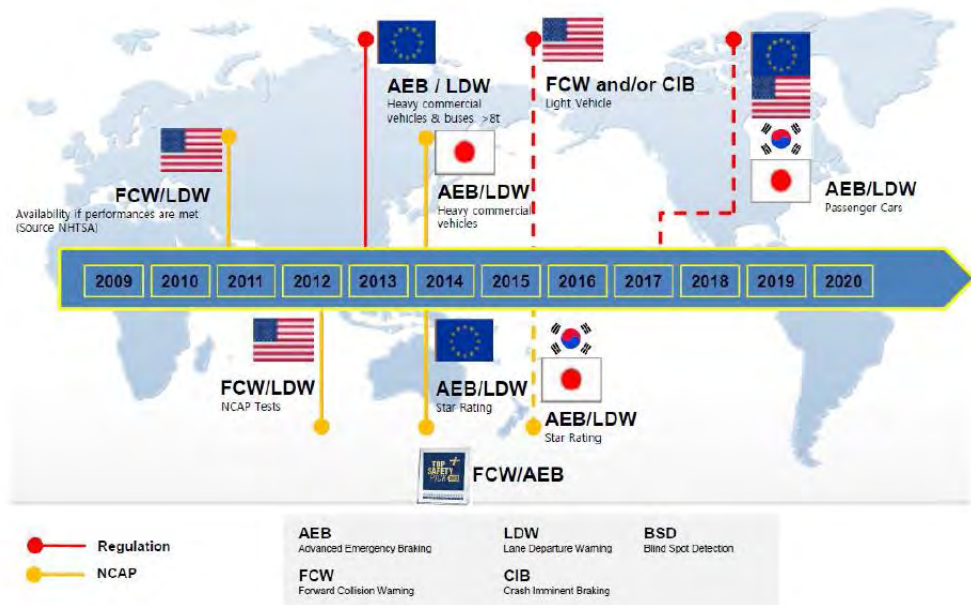 AEB / LDW
Heavy commercial
vehicles & buses >8t
FCW and/or CIB
Light Vehicle
FCW/LDW
Availability if performances are met
(Source NHTSA)
AEB/LDW
Heavy commercial
vehicles
AEB/LDW
Passenger Cars
2009 2010 2011 2012 2013 2014 2015 2016 2017 2018 2019 2020
FCW/LDW
NCAP Tests
AEB/LDW
Star Rating
AEB/LDW
Star Rating
TOP
SAFETY
PICK
FCW/AEB
Regulation
NCAP
AEB
Advanced Emergency Braking
LDW
Lane Departure Warning
BSD
Blind Spot Detection
FCW
Forward Collision Warning
CIB
Crash Imminent Braking